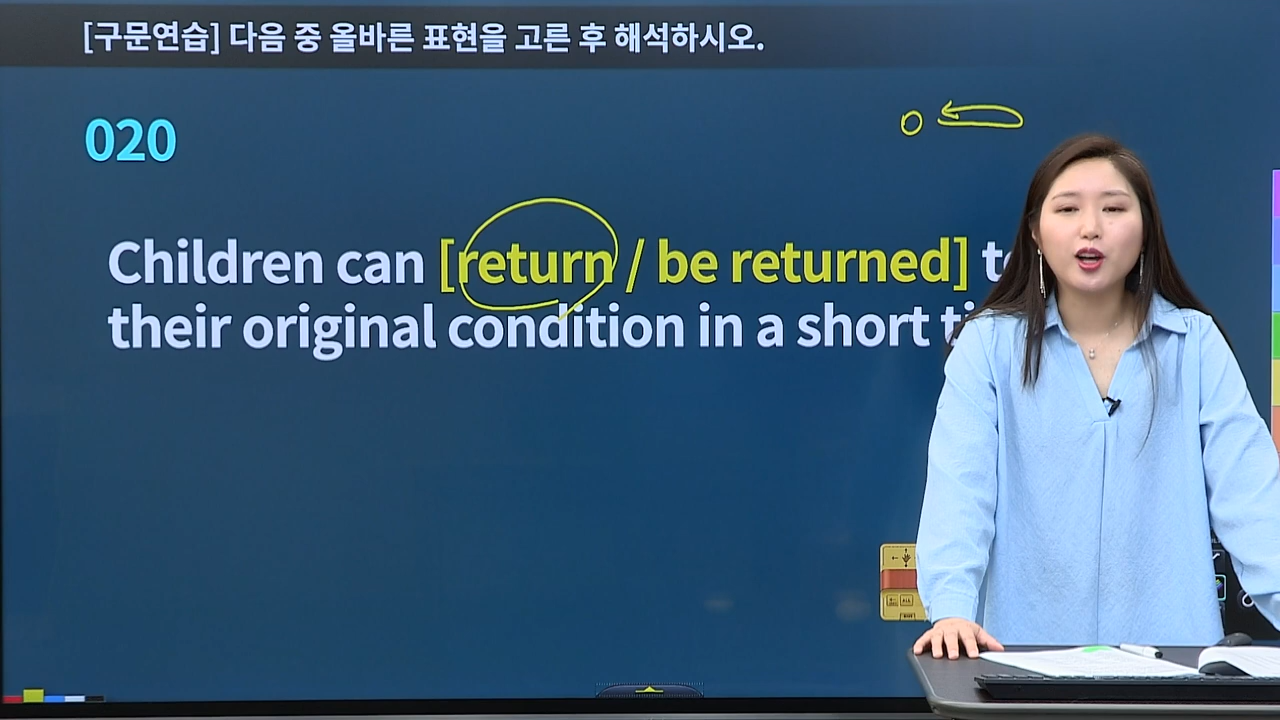 [구문연습] 다음 중 올바른 표현을 고른 후 해석하시오.
020
Children can [return / be returned]
their original condition in a short